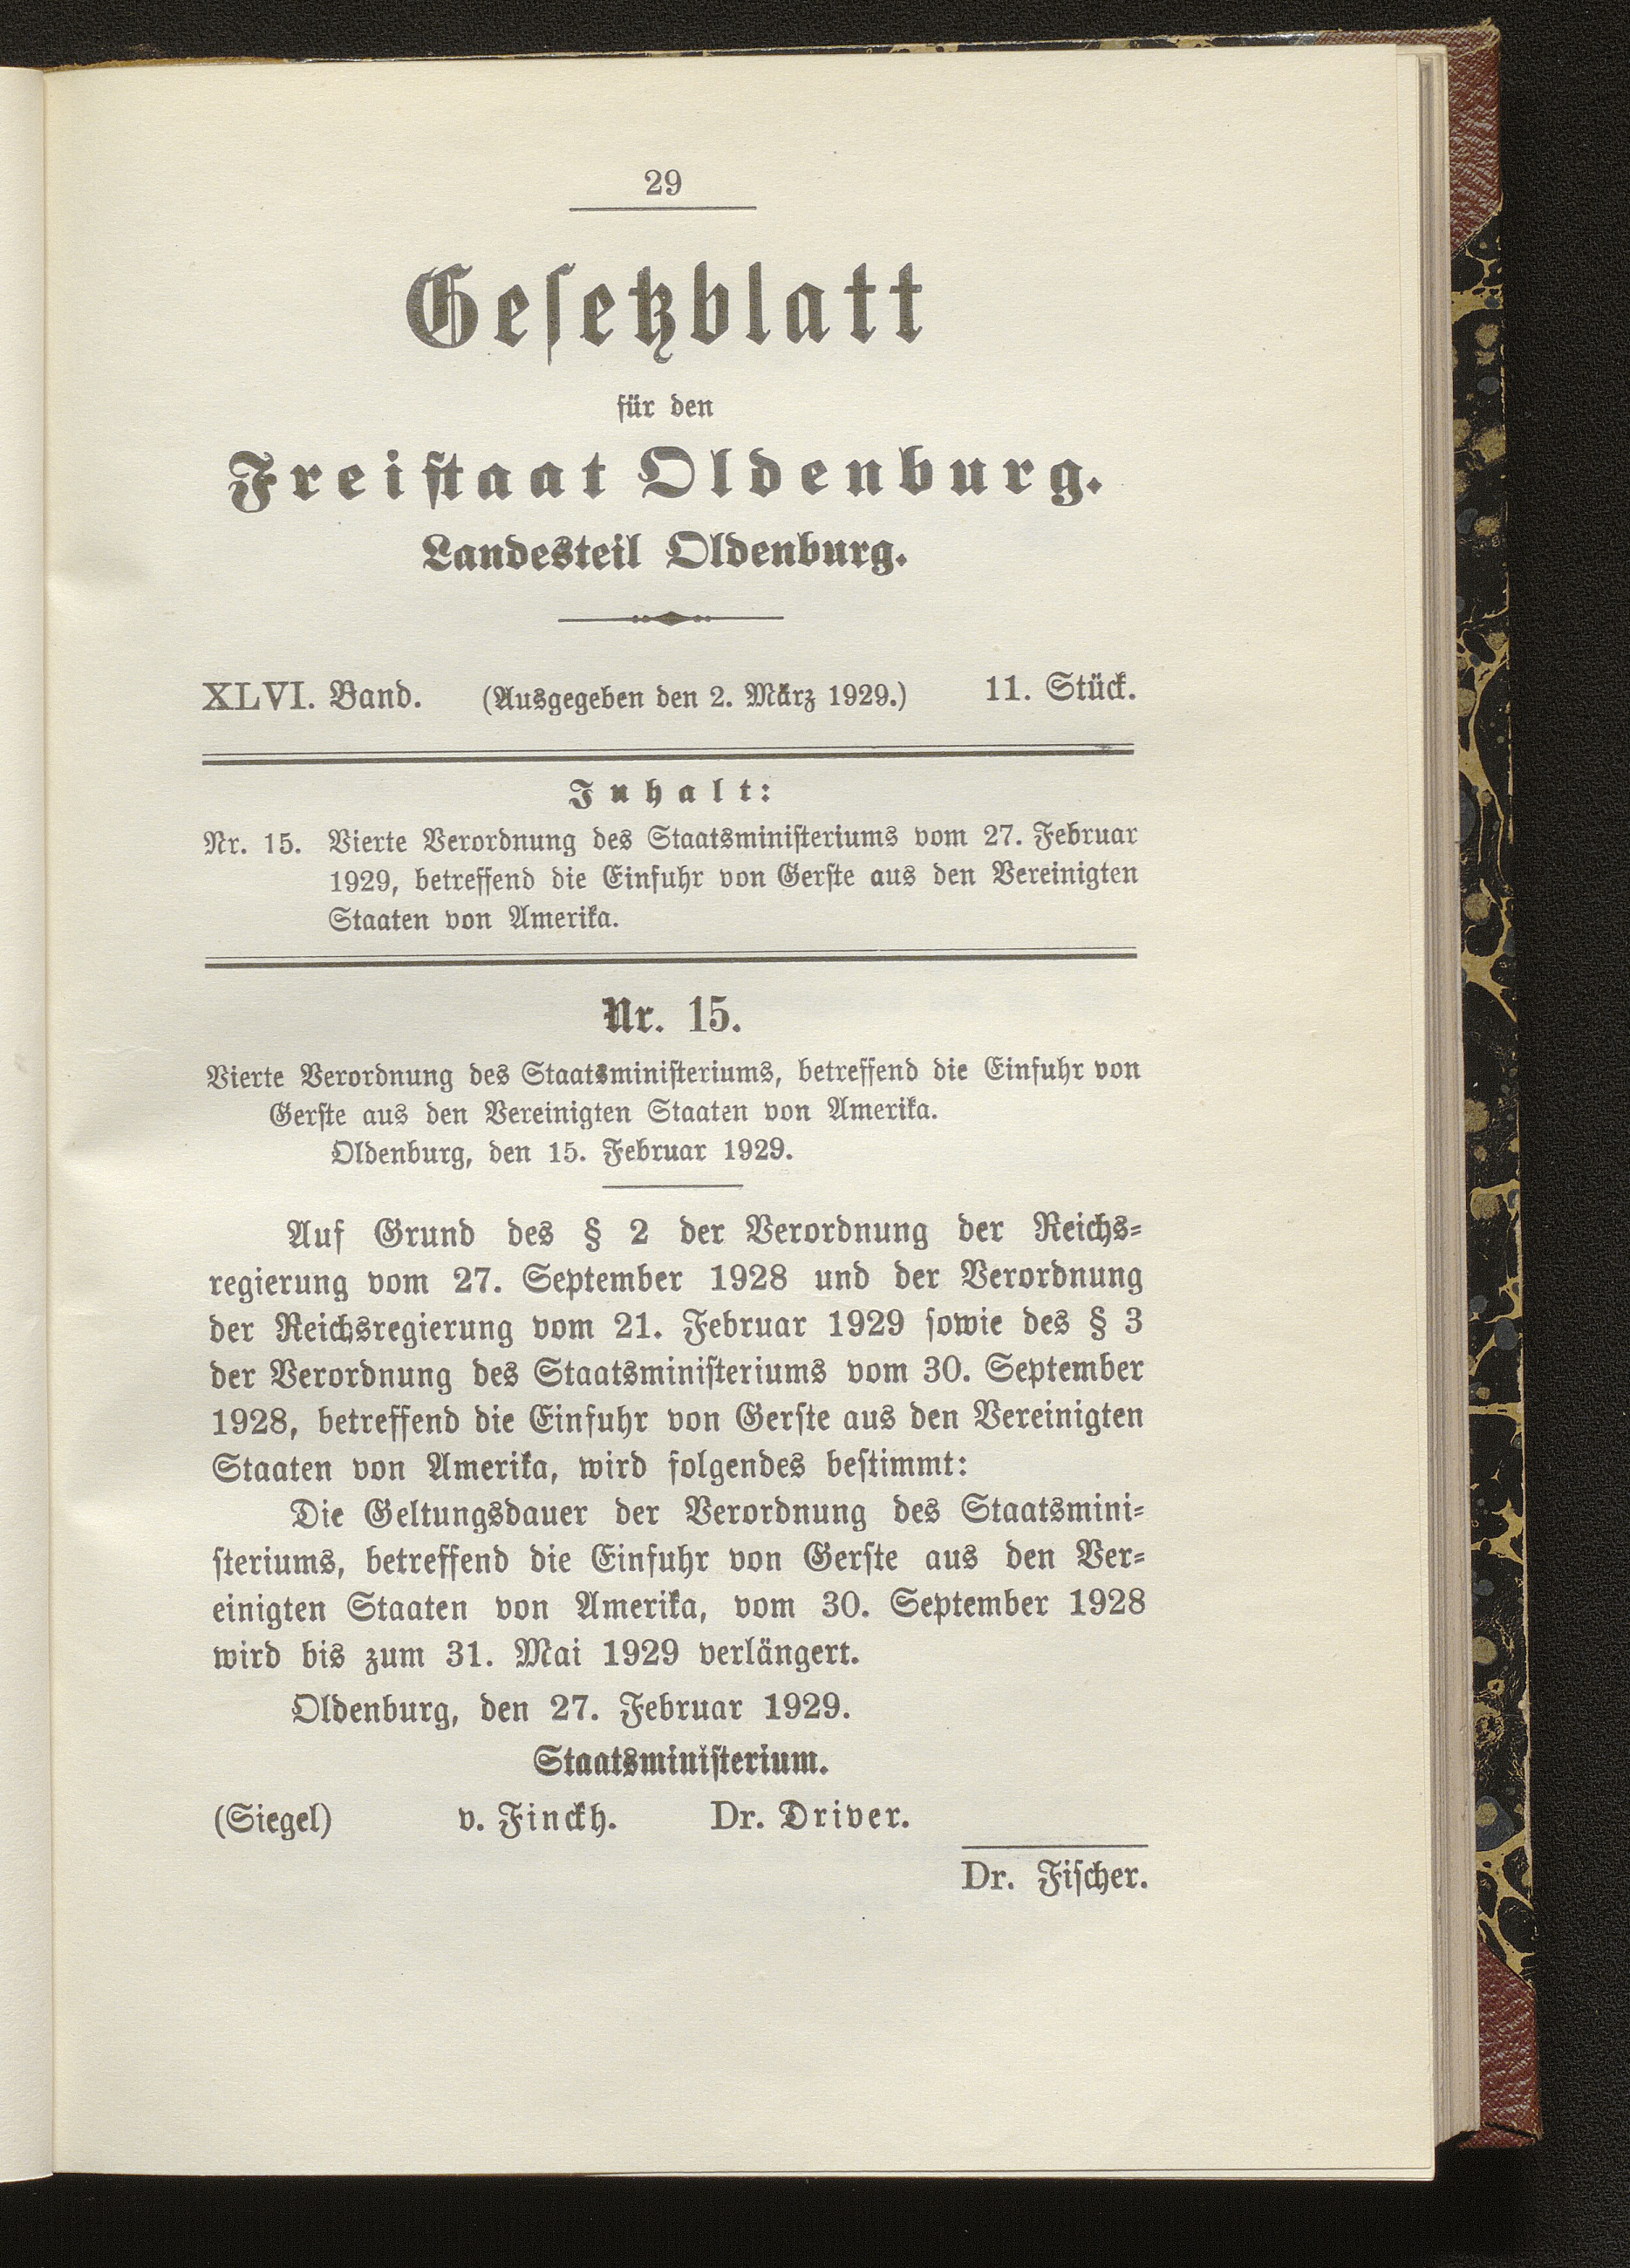 29
Gesetzblatt
für den
Freistaat Oldenburg.
Landesteil Oldenburg.
XLVI. Band. (Ausgegeben den 2. März 1929.) 11. Stück.
Inhalt:
Nr. 15. Vierte Verordnung des Staatsministeriums vom 27. Februar
1929, betreffend die Einfuhr von Gerste aus den Vereinigten
Staaten von Amerika.
Nr. 15.
Vierte Verordnung des Staatsministeriums, betreffend die Einfuhr von
Gerste aus den Vereinigten Staaten von Amerika.
Oldenburg, den 15. Februar 1929.
Auf Grund des § 2 der Verordnung der Reichs-
regierung vom 27. September 1928 und der Verordnung
der Reichsregierung vom 21. Februar 1929 sowie des § 3
der Verordnung des Staatsministeriums vom 30. September
1928, betreffend die Einfuhr von Gerste aus den Vereinigten
Staaten von Amerika, wird folgendes bestimmt:
Die Geltungsdauer der Verordnung des Staatsmini-
steriums, betreffend die Einfuhr von Gerste aus den Ver-
einigten Staaten von Amerika, vom 30. September 1928
wird bis zum 31. Mai 1929 verlängert.
Oldenburg, den 27. Februar 1929.
Staatsministerium.
(Siegel) v. Finckh. Dr. Driver.
Dr. Fischer.